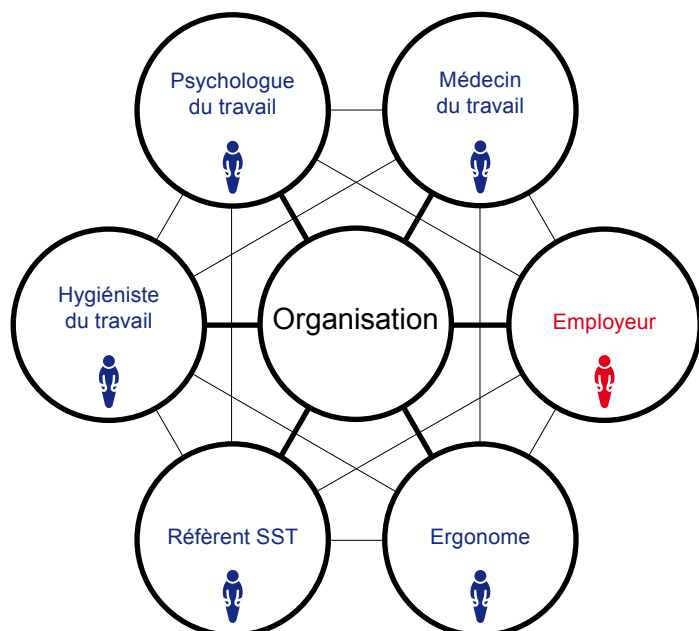 Psychologue
du travail
Médecin
du travail
Hygiéniste
du travail
Organisation
Employeur
Réfèrent SST
Ergonome